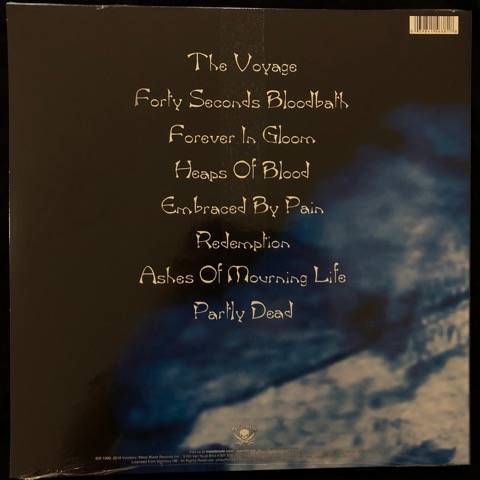 The Voyage
Forty Seconds Bloodbath
Forever In Gloom
Heaps Of Blood
Embraced By Pain
Redemption
Ashes Of Mourning Life
Partly Dead